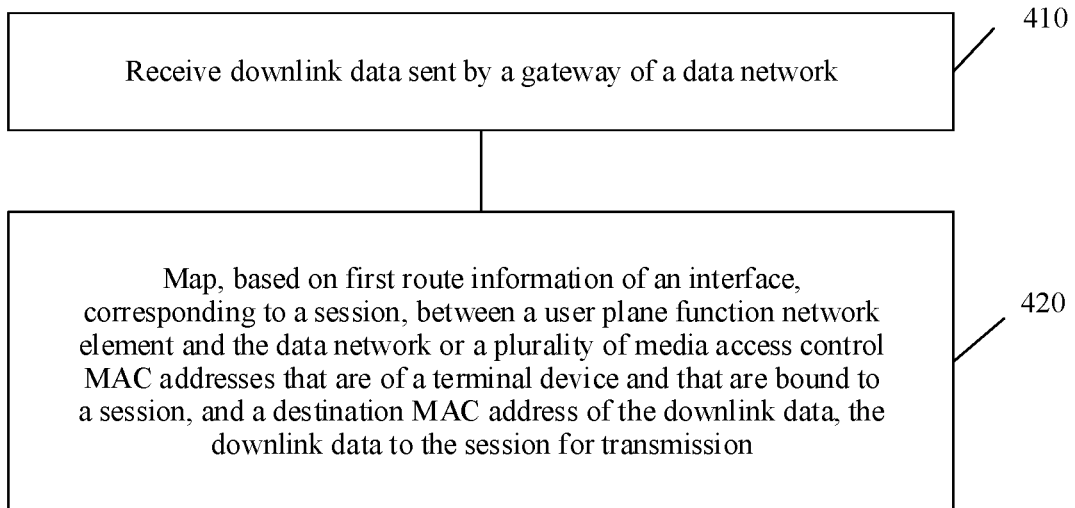 410
Receive downlink data sent by a gateway of a data network
Map, based on first route information of an interface,
corresponding to a session, between a user plane function network
element and the data network or a plurality of media access control
MAC addresses that are of a terminal device and that are bound to
a session, and a destination MAC address of the downlink data, the
downlink data to the session for transmission
420